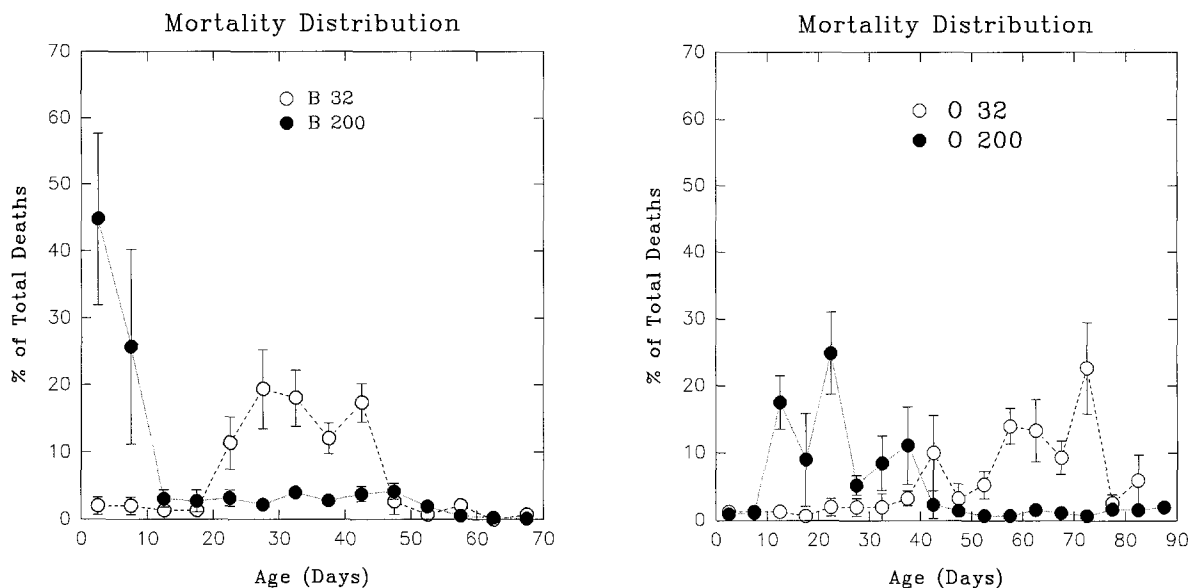 Mortality Distribution
70
60
50
40
30
20
10
0
% of Total Deaths
B 32
B 200
0 10 20 30 40 50 60 70
Age (Days)
Mortality Distribution
70
60
50
40
30
20
10
0
% of Total Deaths
O 32
O 200
0 10 20 30 40 50 60 70 80 90
Age (Days)